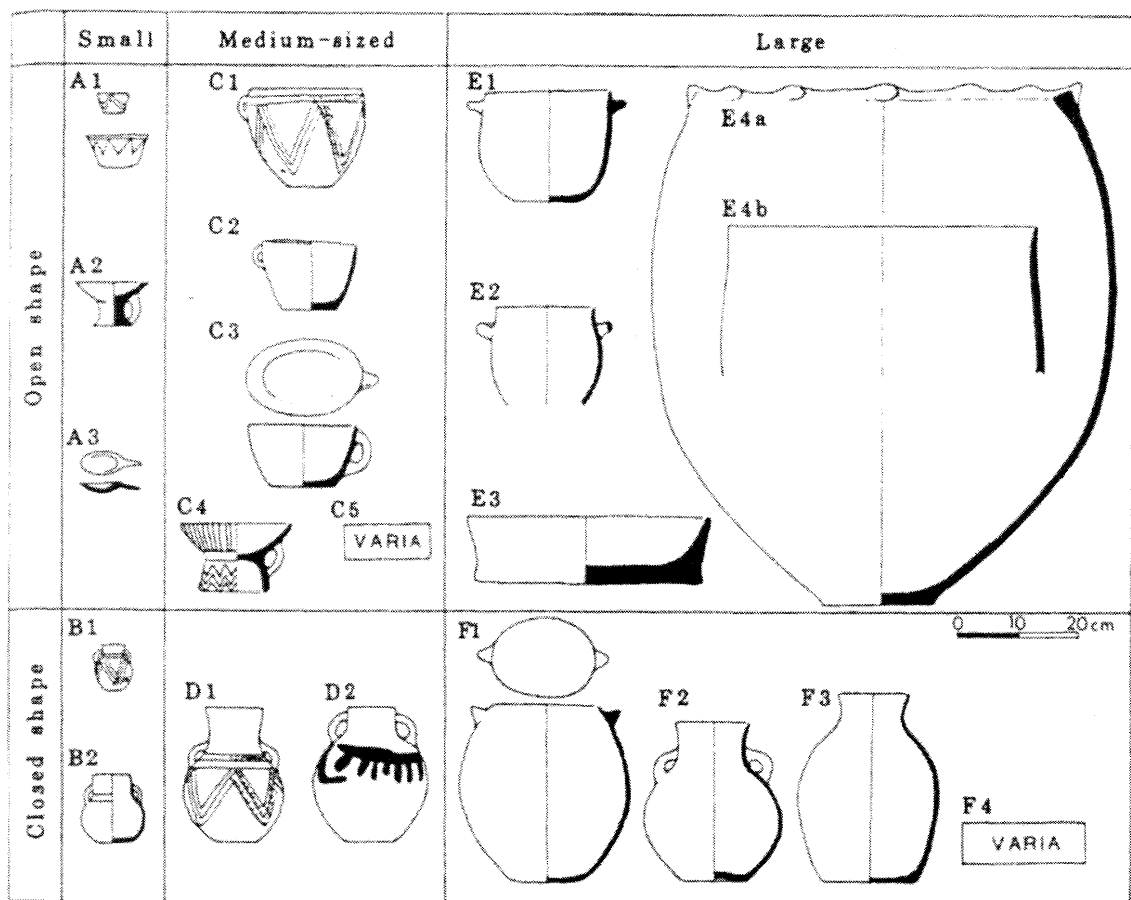 Small Medium-sized Large
Open shape
A1
A2
A3
C1
C2
C3
C4 C5
VARIA
E1
E2
E3
E4a
E4b
0 10 20cm
Closed shape
B1
B2
D1 D2
F1 F2 F3 F4
VARIA